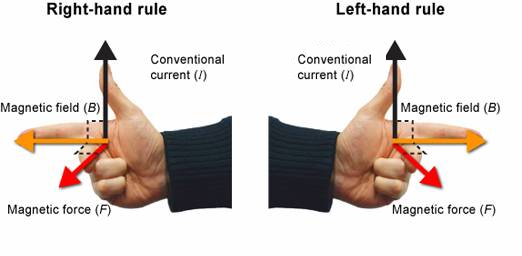 Right-hand rule
Conventional
current (I)
Magnetic field (B)
Magnetic force (F)
Left-hand rule
Conventional
current (I)
Magnetic field (B)
Magnetic force (F)